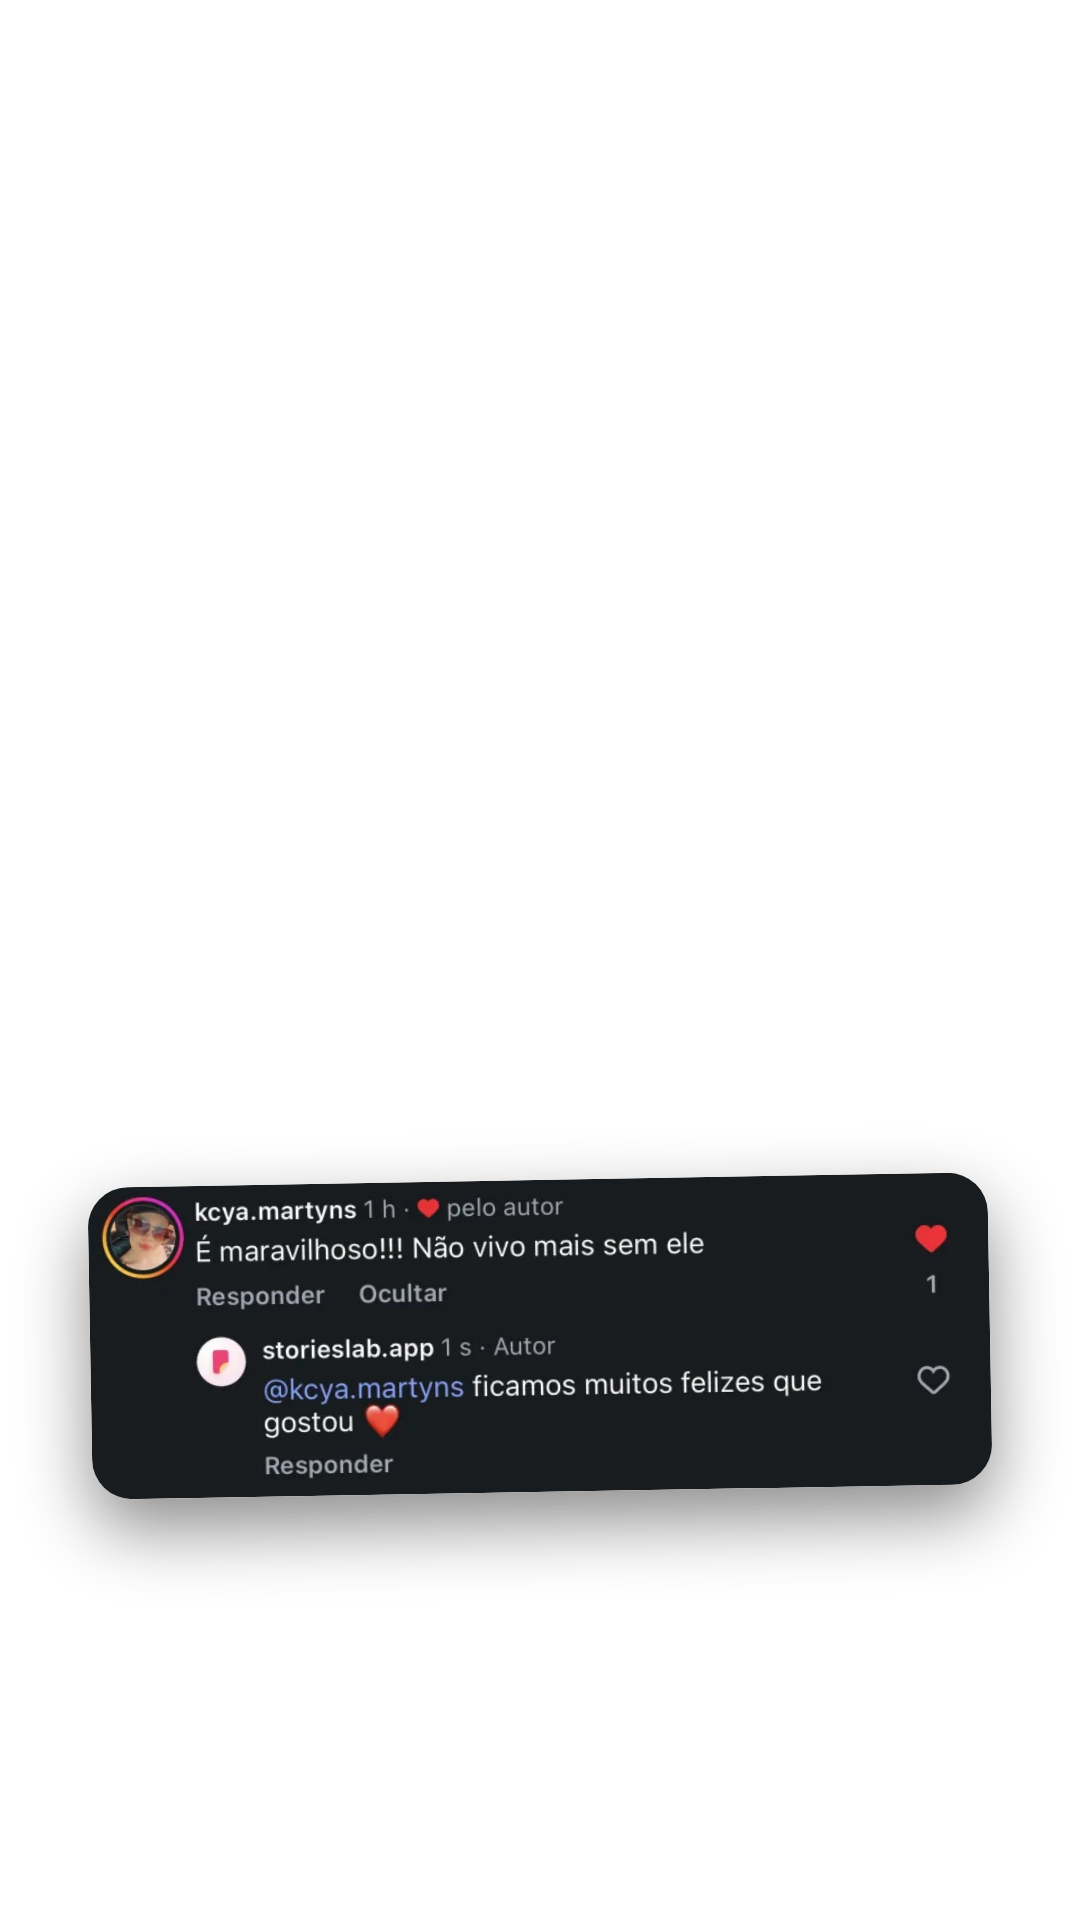 kcya.martyns 1 h · ❤️ pelo autor
É maravilhoso!!! Não vivo mais sem ele
Responder Ocultar
1
storieslab.app 1 s · Autor
@kcya.martyns ficamos muitos felizes que
gostou ❤️
Responder